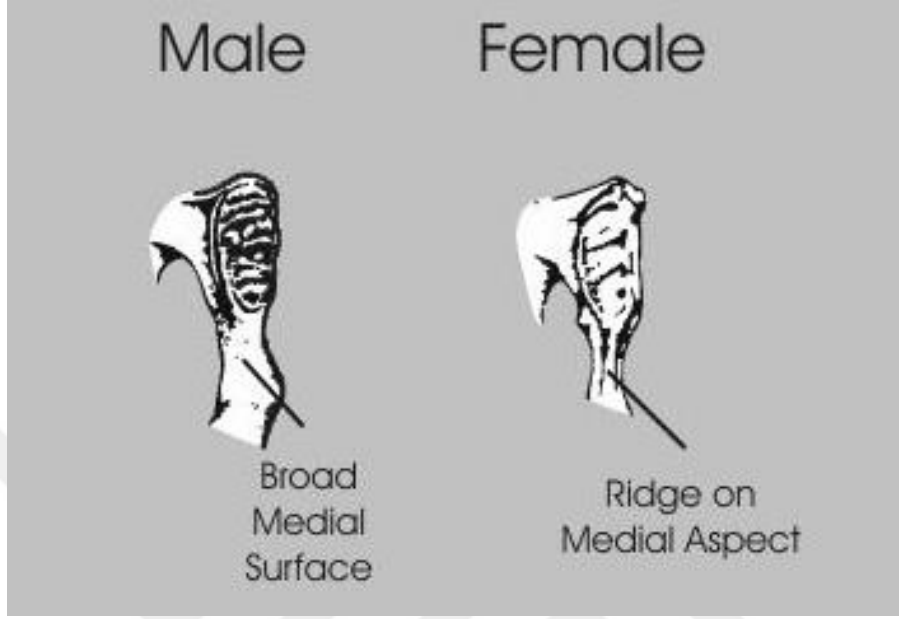 Male
Female
Broad
Medial
Surface
Ridge on
Medial Aspect